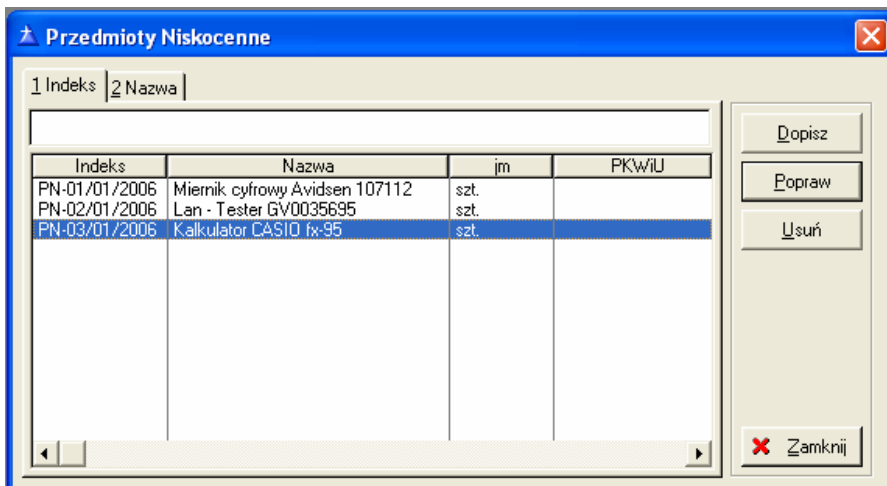 Przedmioty Niskocenne
1 Indeks 2 Nazwa
Indeks Nazwa jm PKWiU
PN-01/01/2006 Miernik cyfrowy Avidsen 107112 szt.
PN-02/01/2006 Lan - Tester GV0035695 szt.
PN-03/01/2006 Kalkulator CASIO fx-95 szt.
Dopisz
Popraw
Usuń
Zamknij